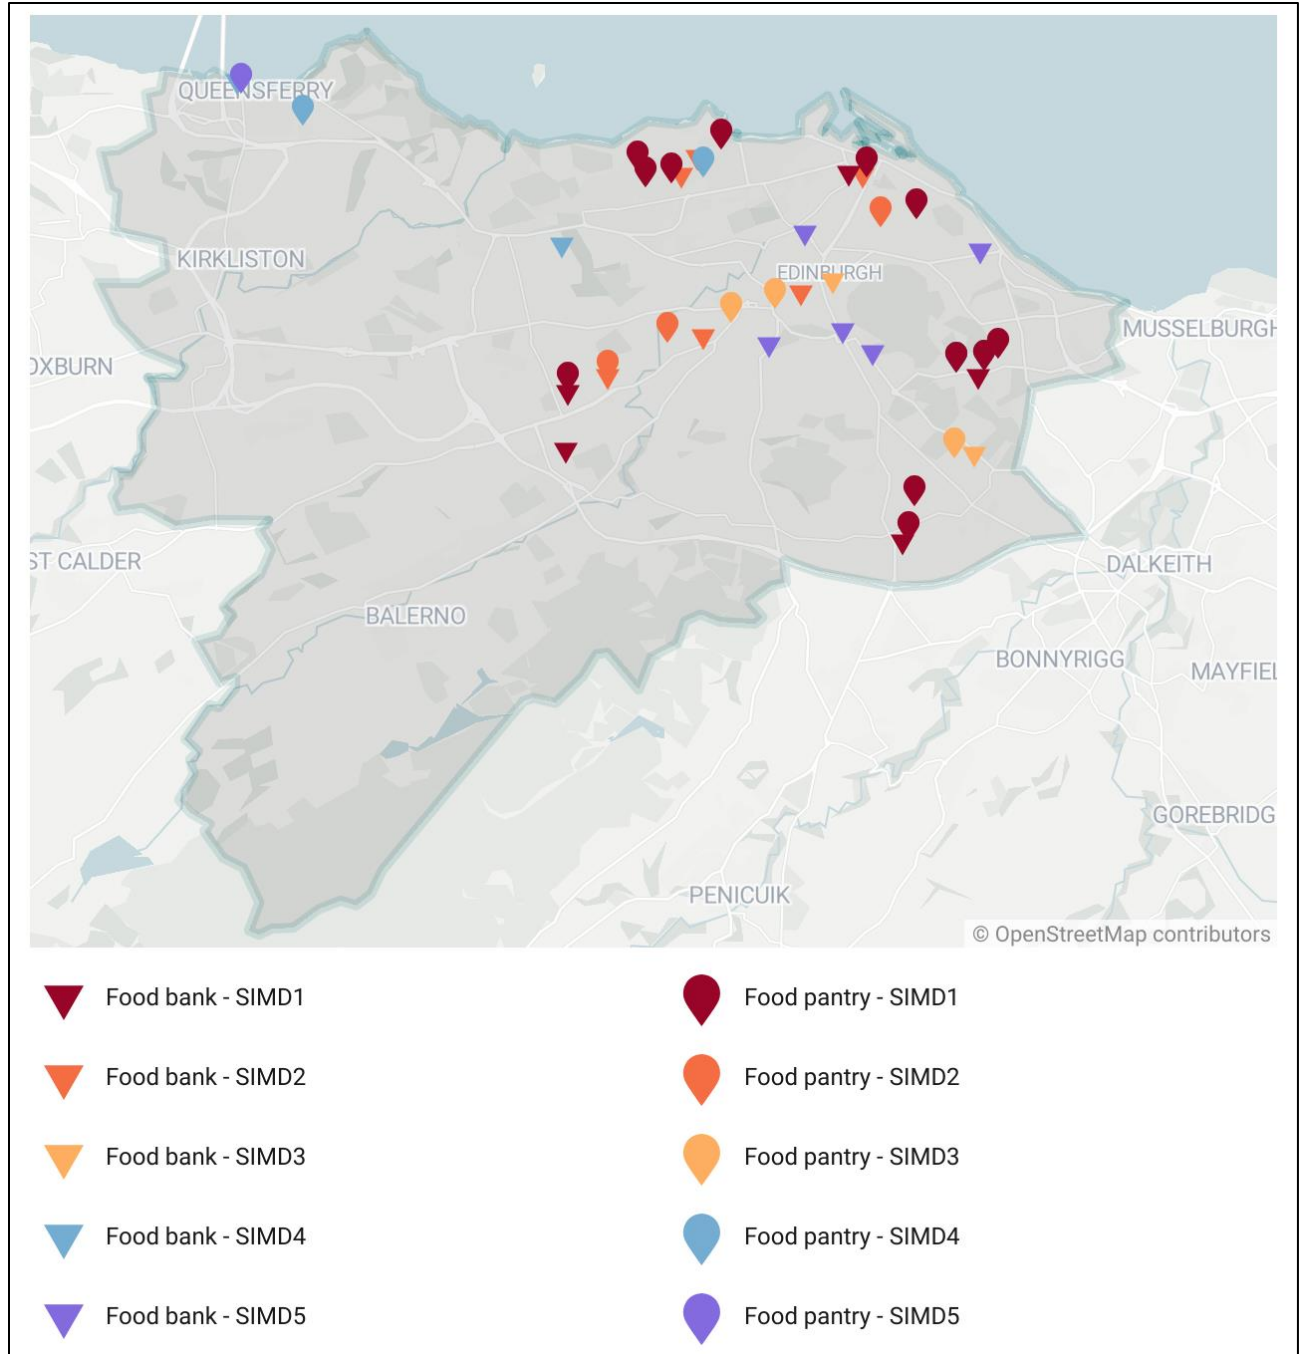 QUEENSFERRY
KIRKLISTON
EDINBURGH
MUSSELBURGH
OXBURN
ST CALDER
DALKEITH
BALERNO
BONNYRIGG
MAYFIEL
GOREBRIDG
PENICUIK
© OpenStreetMap contributors
Food bank - SIMD1
Food pantry - SIMD1
Food bank - SIMD2
Food pantry - SIMD2
Food bank - SIMD3
Food pantry - SIMD3
Food bank - SIMD4
Food pantry - SIMD4
Food bank - SIMD5
Food pantry - SIMD5